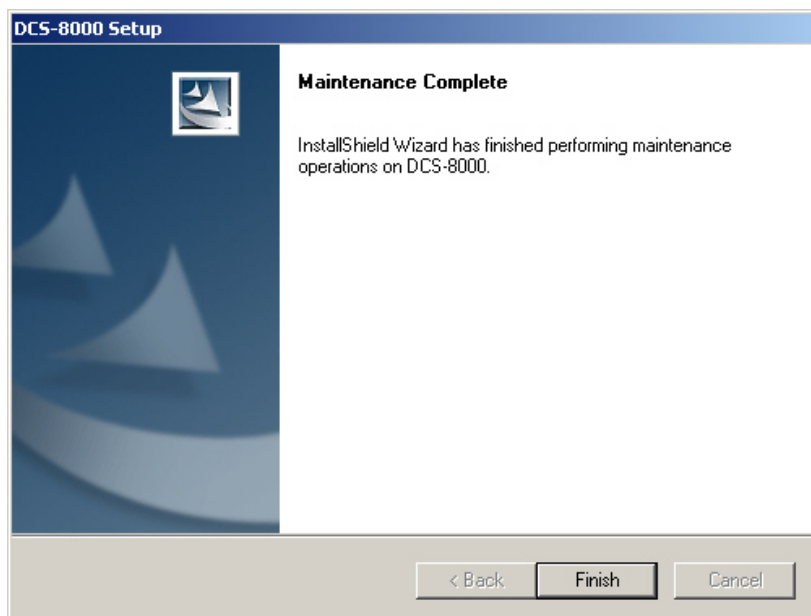 DCS-8000 Setup
Maintenance Complete
InstallShield Wizard has finished performing maintenance
operations on DCS-8000.
< Back
Finish
Cancel